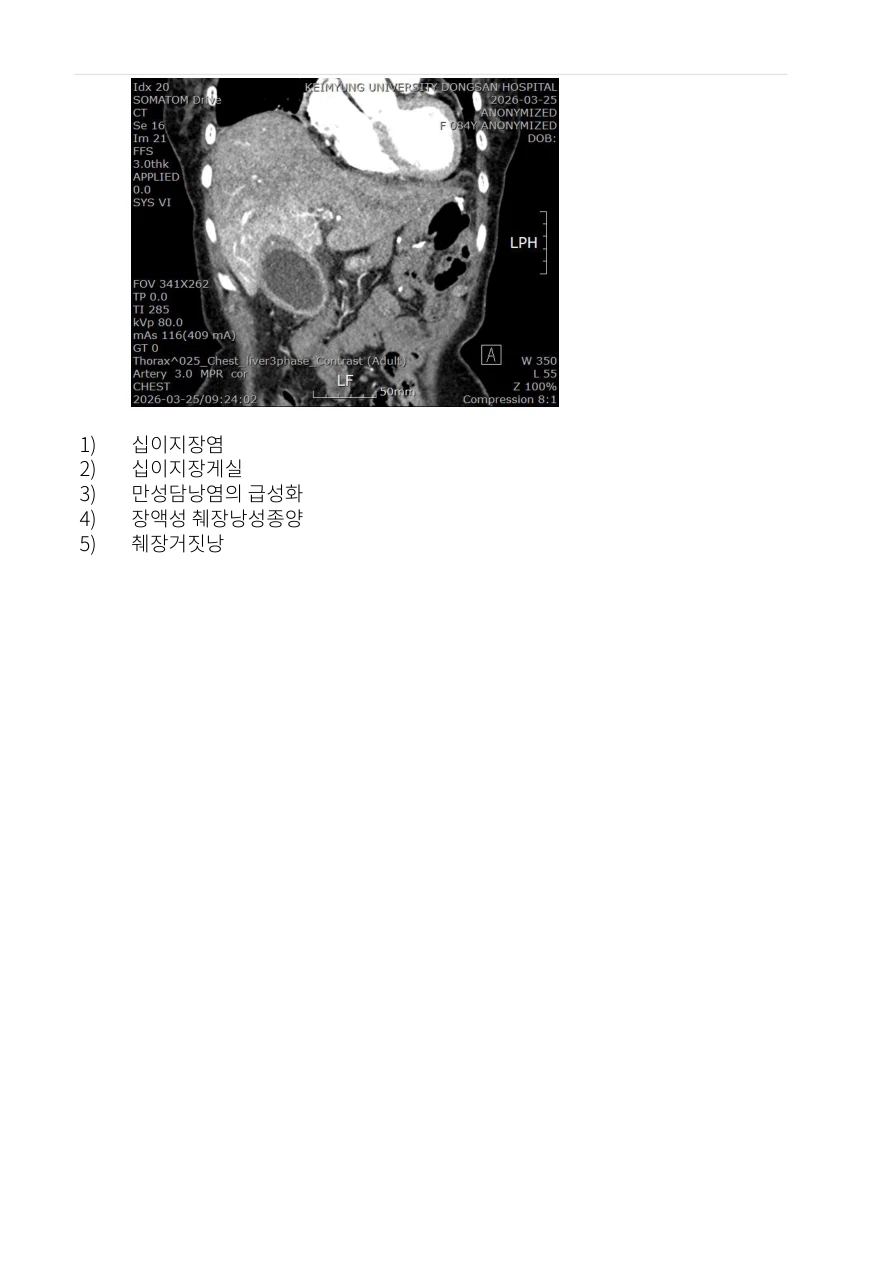 Idx 20
KEIMYUNG UNIVERSITY DONGSAN HOSPITAL
SOMATOM Drive
2026-03-25
CT
ANONYMIZED
Se 16
F 084Y ANONYMIZED
Im 21
DOB:
FFS
3.0thk
APPLIED
0.0
SYS VI
LPH
FOV 341X262
TP 0.0
TI 285
kVp 80.0
mAs 116(409 mA)
GT 0
A
Thorax^025_Chest_liver3phase_Contrast (Adult)
W 350
Artery 3.0 MPR cor
LF
L 55
CHEST
50mm
Z 100%
2026-03-25/09:24:02
Compression 8:1
1) 십이지장염
2) 십이지장게실
3) 만성담낭염의 급성화
4) 장액성 췌장낭성종양
5) 췌장거짓낭